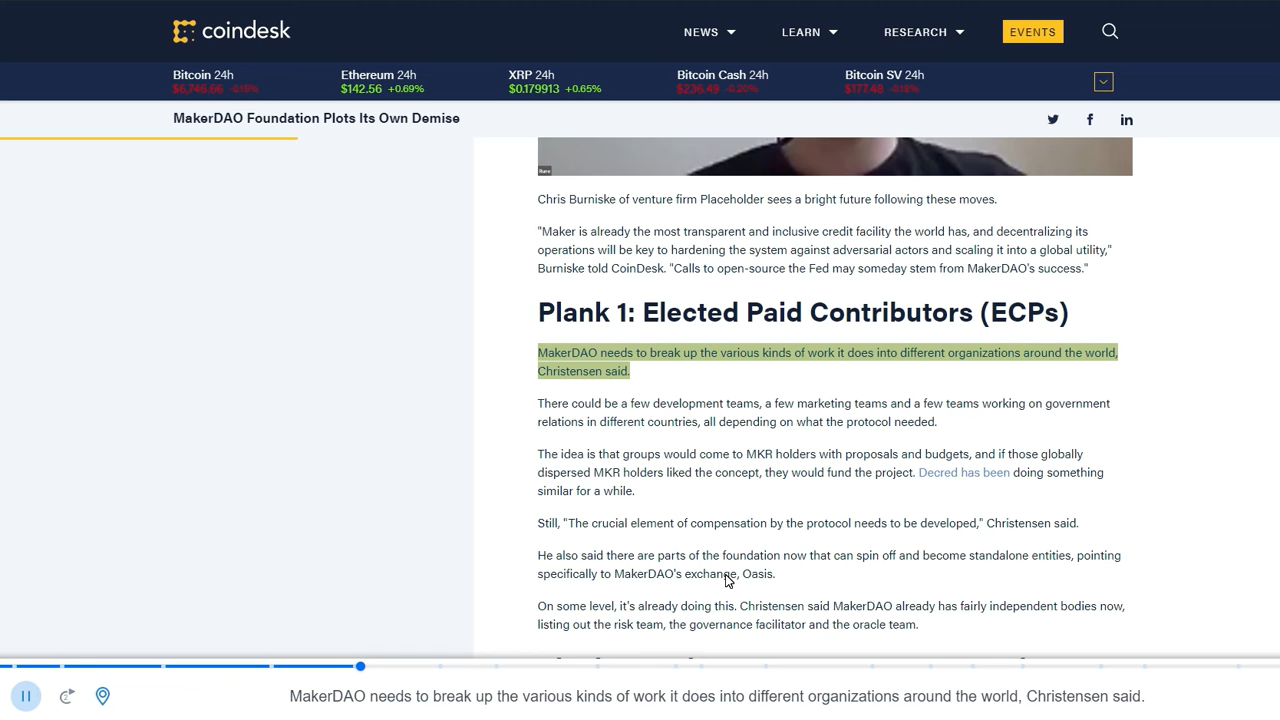 coindesk
NEWS
LEARN
RESEARCH
EVENTS
Bitcoin 24h
$6,746.66 -0.15%
Ethereum 24h
$142.56 +0.69%
XRP 24h
$0.179913 +0.65%
Bitcoin Cash 24h
$236.49 -0.20%
Bitcoin SV 24h
$177.48
MakerDAO Foundation Plots Its Own Demise
Rune
Chris Burniske of venture firm Placeholder sees a bright future following these moves.
"Maker is already the most transparent and inclusive credit facility the world has, and decentralizing its
operations will be key to hardening the system against adversarial actors and scaling it into a global utility,"
Burniske told CoinDesk. "Calls to open-source the Fed may someday stem from MakerDAO's success."
Plank 1: Elected Paid Contributors (ECPs)
MakerDAO needs to break up the various kinds of work it does into different organizations around the world,
Christensen said.
There could be a few development teams, a few marketing teams and a few teams working on government
relations in different countries, all depending on what the protocol needed.
The idea is that groups would come to MKR holders with proposals and budgets, and if those globally
dispersed MKR holders liked the concept, they would fund the project. Decred has been doing something
similar for a while.
Still, "The crucial element of compensation by the protocol needs to be developed," Christensen said.
He also said there are parts of the foundation now that can spin off and become standalone entities, pointing
specifically to MakerDAO's exchange, Oasis.
On some level, it's already doing this. Christensen said MakerDAO already has fairly independent bodies now,
listing out the risk team, the governance facilitator and the oracle team.
MakerDAO needs to break up the various kinds of work it does into different organizations around the world, Christensen said.